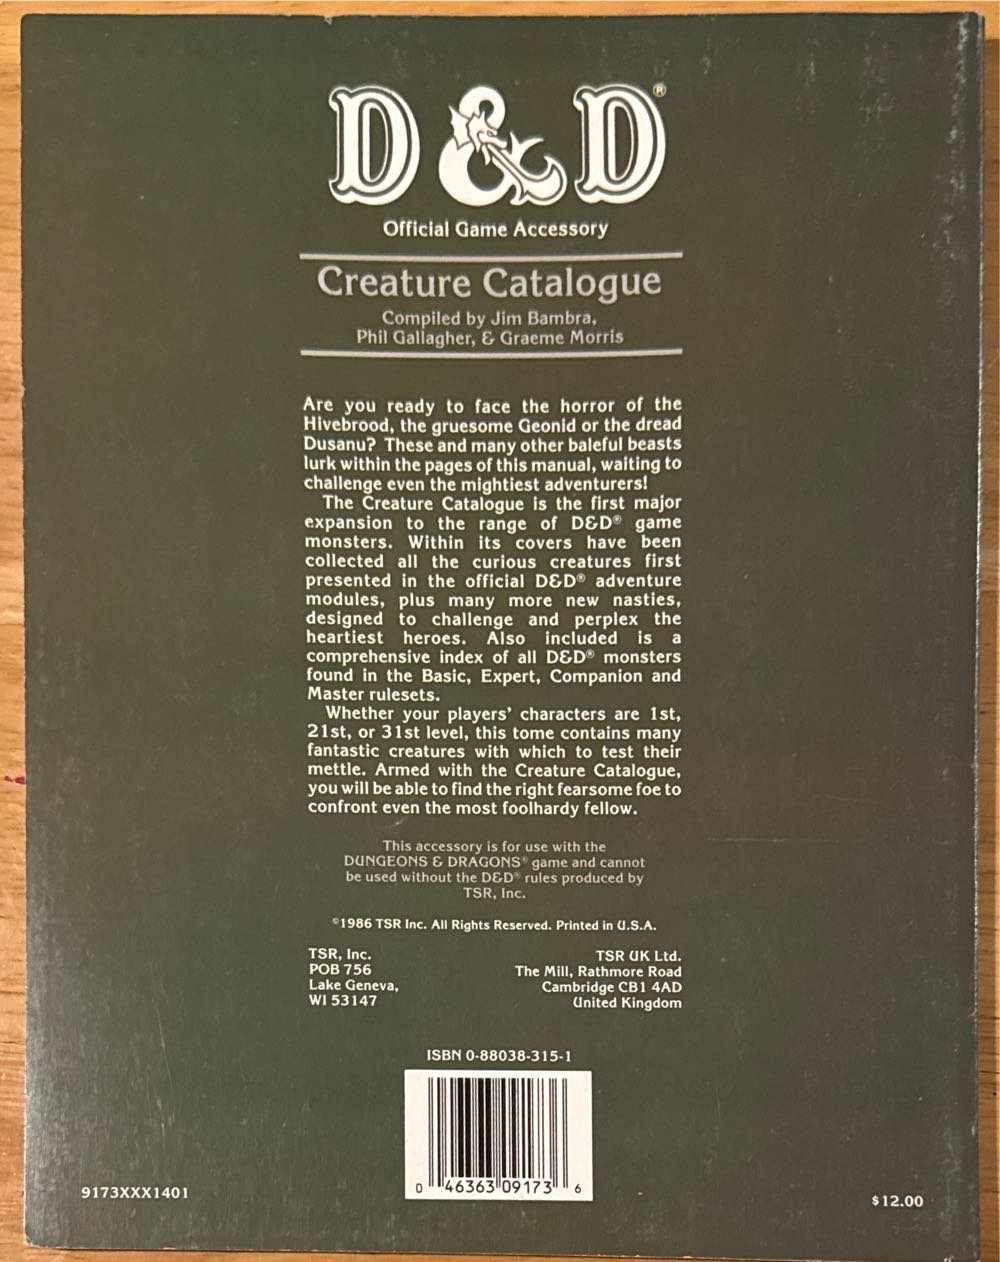 D&D®
Official Game Accessory
Creature Catalogue
Compiled by Jim Bambra,
Phil Gallagher, & Graeme Morris
Are you ready to face the horror of the
Hivebrood, the gruesome Geonid or the dread
Dusanu? These and many other baleful beasts
lurk within the pages of this manual, waiting to
challenge even the mightiest adventurers!
The Creature Catalogue is the first major
expansion to the range of D&D® game
monsters. Within its covers have been
collected all the curious creatures first
presented in the official D&D® adventure
modules, plus many more new nasties,
designed to challenge and perplex the
heartiest heroes. Also included is a
comprehensive index of all D&D® monsters
found in the Basic, Expert, Companion and
Master rulesets.
Whether your players' characters are 1st,
21st, or 31st level, this tome contains many
fantastic creatures with which to test their
mettle. Armed with the Creature Catalogue,
you will be able to find the right fearsome foe to
confront even the most foolhardy fellow.
This accessory is for use with the
DUNGEONS & DRAGONS® game and cannot
be used without the D&D® rules produced by
TSR, Inc.
©1986 TSR Inc. All Rights Reserved. Printed in U.S.A.
TSR, Inc.
POB 756
Lake Geneva,
WI 53147
TSR UK Ltd.
The Mill, Rathmore Road
Cambridge CB1 4AD
United Kingdom
ISBN 0-88038-315-1
0 46363 09173 6
9173XXX1401
$12.00